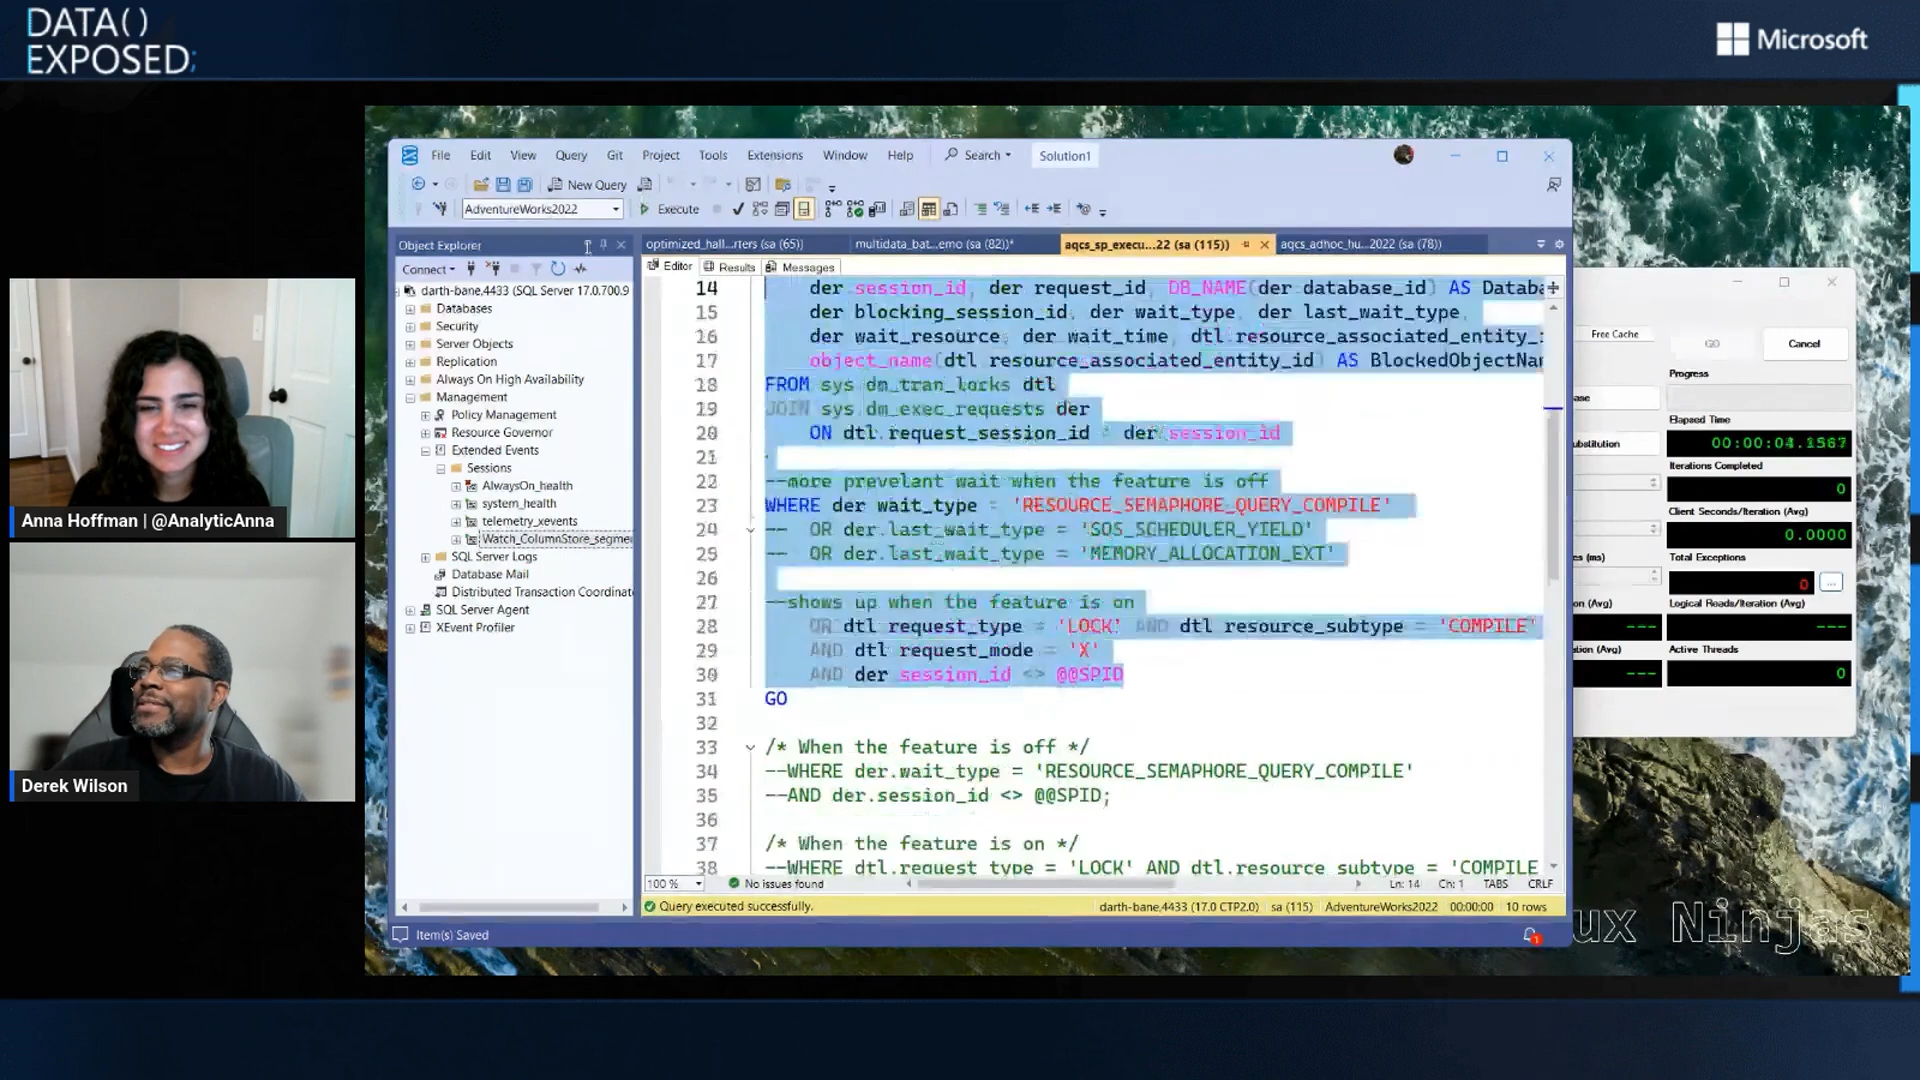 DATA()
EXPOSED;
Microsoft
Anna Hoffman | @AnalyticAnna
Derek Wilson
File Edit View Query Git Project Tools Extensions Window Help Search Solution1
New Query
AdventureWorks2022 Execute
Object Explorer
Connect
darth-bane,4433 (SQL Server 17.0.700.9
Databases
Security
Server Objects
Replication
Always On High Availability
Management
Policy Management
Resource Governor
Extended Events
Sessions
AlwaysOn_health
system_health
telemetry_xevents
Watch_ColumnStore_segme
SQL Server Logs
Database Mail
Distributed Transaction Coordinat
SQL Server Agent
XEvent Profiler
optimized_hall...rters (sa (65)) multidata_bat...emo (sa (82))* aqcs_sp_execu...22 (sa (115)) aqcs_adhoc_hu...2022 (sa (78))
Editor Results Messages
14 der session_id, der request_id, DB_NAME(der database_id) AS Databa
15 der blocking_session_id, der wait_type, der last_wait_type,
16 der wait_resource, der wait_time, dtl resource_associated_entity_
17 object_name(dtl resource_associated_entity_id) AS BlockedObjectNam
18 FROM sys dm_tran_locks dtl
19 JOIN sys dm_exec_requests der
20 ON dtl.request_session_id = der session_id
21
22 --more prevelant wait when the feature is off
23 WHERE der wait_type = 'RESOURCE_SEMAPHORE_QUERY_COMPILE'
24 -- OR der.last_wait_type = 'SOS_SCHEDULER_YIELD'
25 -- OR der.last_wait_type = 'MEMORY_ALLOCATION_EXT'
26
27 --shows up when the feature is on
28 OR dtl request_type = 'LOCK' AND dtl resource_subtype = 'COMPILE'
29 AND dtl request_mode = 'X'
30 AND der session_id <> @@SPID
31 GO
32
33 /* When the feature is off */
34 --WHERE der.wait_type = 'RESOURCE_SEMAPHORE_QUERY_COMPILE'
35 --AND der.session_id <> @@SPID;
36
37 /* When the feature is on */
38 --WHERE dtl.request_type = 'LOCK' AND dtl.resource_subtype = 'COMPILE
100 % No issues found Ln: 14 Ch: 1 TABS CRLF
Query executed successfully. darth-bane,4433 (17.0 CTP2.0) sa (115) AdventureWorks2022 00:00:00 10 rows
Item(s) Saved
1
Free Cache GO Cancel
Progress
ase
Elapsed Time
ubstitution 00:00:04.1567
Iterations Completed
0
Client Seconds/Iteration (Avg)
0.0000
s (ms) Total Exceptions
0 ...
on (Avg) Logical Reads/Iteration (Avg)
--- ---
ation (Avg) Active Threads
--- 0
ux Ninjas